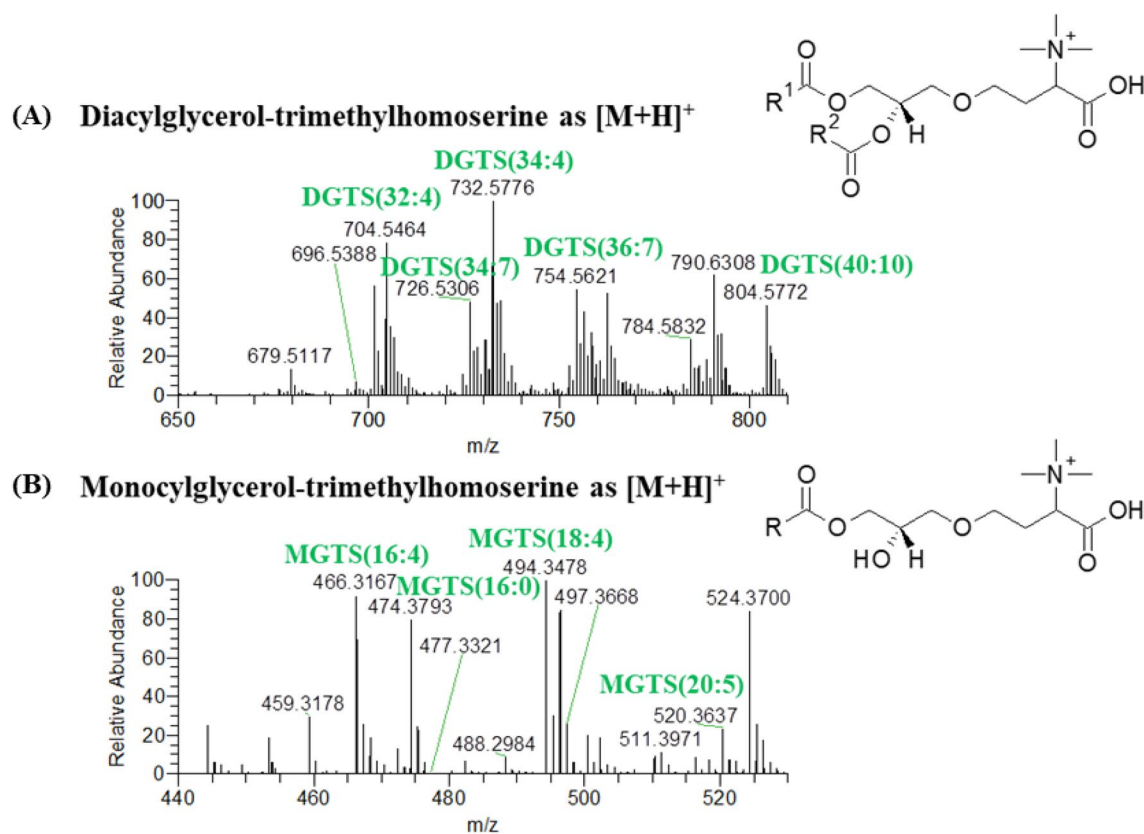 (A) Diacylglycerol-trimethylhomoserine as [M+H]+
N+
O
R1
O
R2
O
H
O
O
OH
O
DGTS(34:4)
732.5776
DGTS(32:4)
704.5464
696.5388
DGTS(34:7)
726.5306
DGTS(36:7)
754.5621
790.6308
DGTS(40:10)
804.5772
784.5832
679.5117
Relative Abundance
100
80
60
40
20
0
650
700
750
800
m/z
(B) Monocylglycerol-trimethylhomoserine as [M+H]+
N+
O
R
O
HO
H
O
OH
O
MGTS(16:4)
466.3167
MGTS(16:0)
474.3793
477.3321
MGTS(18:4)
494.3478
497.3668
524.3700
MGTS(20:5)
520.3637
459.3178
488.2984
511.3971
Relative Abundance
100
80
60
40
20
0
440
460
480
500
520
m/z